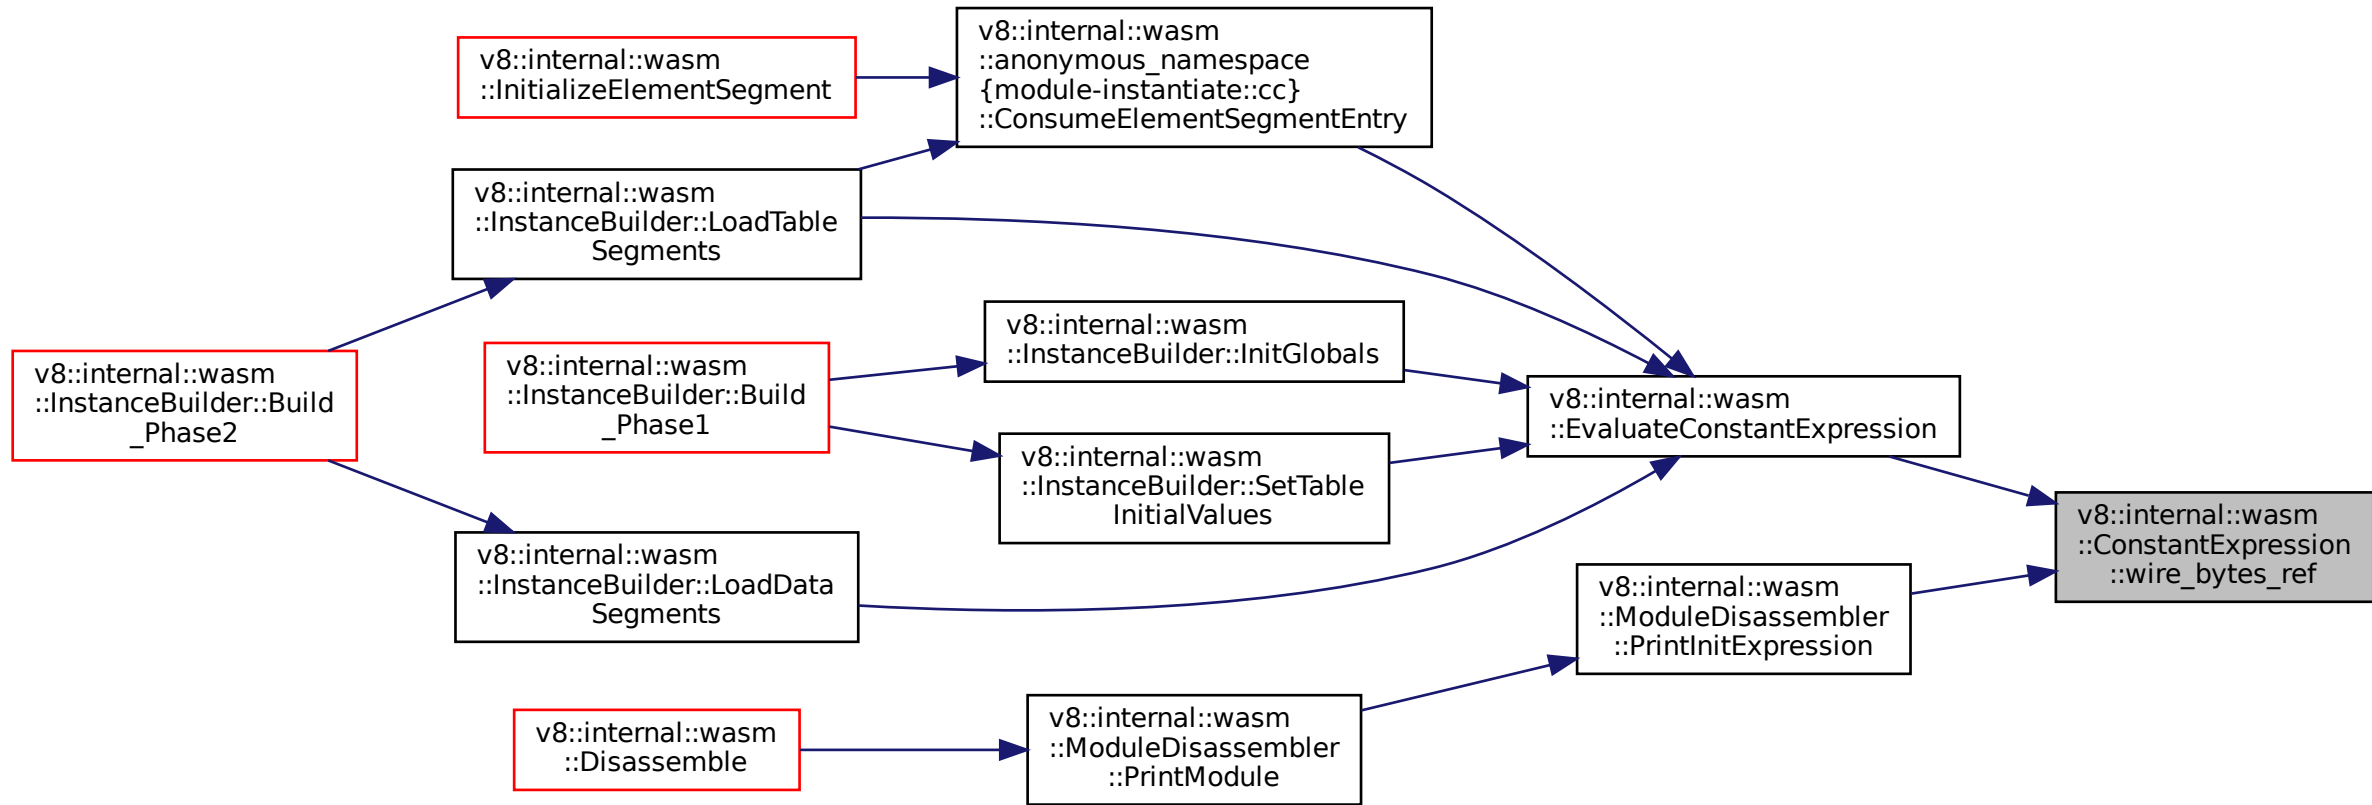 v8::internal::wasm
::InitializeElementSegment
v8::internal::wasm
::anonymous_namespace
{module-instantiate::cc}
::ConsumeElementSegmentEntry
v8::internal::wasm
::InstanceBuilder::LoadTable
Segments
v8::internal::wasm
::InstanceBuilder::InitGlobals
v8::internal::wasm
::InstanceBuilder::Build
_Phase2
v8::internal::wasm
::InstanceBuilder::Build
_Phase1
v8::internal::wasm
::EvaluateConstantExpression
v8::internal::wasm
::InstanceBuilder::SetTable
InitialValues
v8::internal::wasm
::ConstantExpression
::wire_bytes_ref
v8::internal::wasm
::InstanceBuilder::LoadData
Segments
v8::internal::wasm
::ModuleDisassembler
::PrintInitExpression
v8::internal::wasm
::Disassemble
v8::internal::wasm
::ModuleDisassembler
::PrintModule